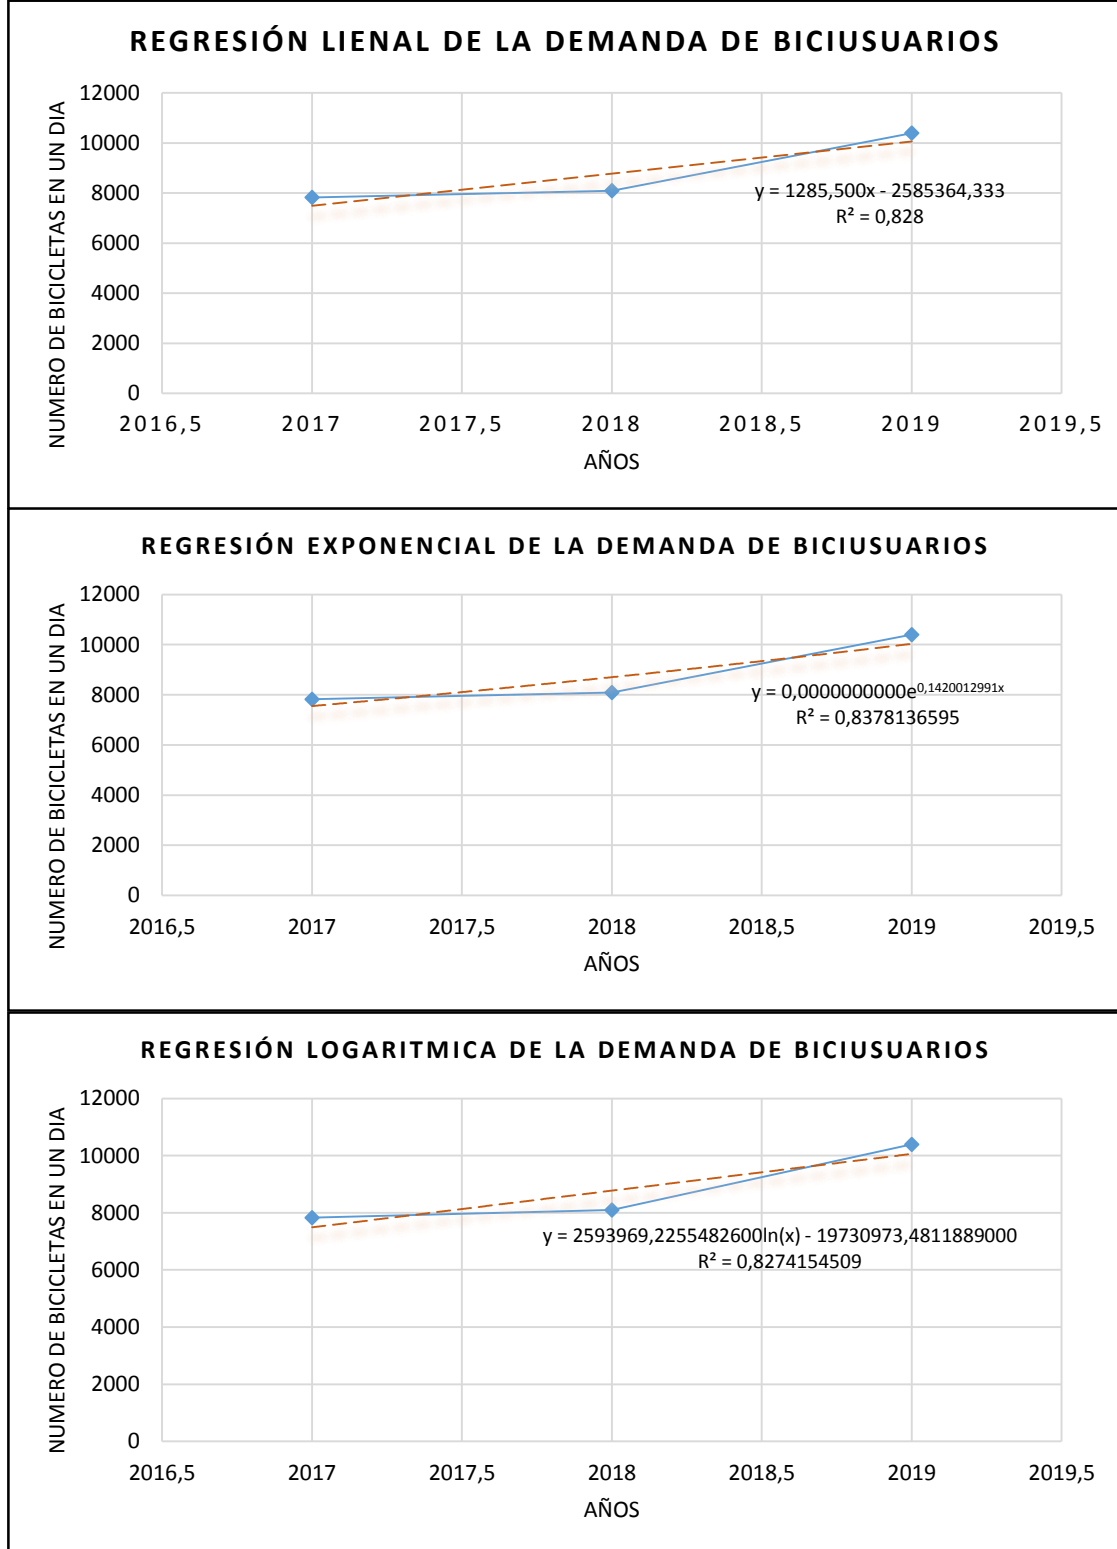 REGRESIÓN LIENAL DE LA DEMANDA DE BICIUSUARIOS
NUMERO DE BICICLETAS EN UN DIA
12000
10000
8000
6000
4000
2000
0
y = 1285,500x - 2585364,333
R² = 0,828
2016,5 2017 2017,5 2018 2018,5 2019 2019,5
AÑOS
REGRESIÓN EXPONENCIAL DE LA DEMANDA DE BICIUSUARIOS
NUMERO DE BICICLETAS EN UN DIA
12000
10000
8000
6000
4000
2000
0
y = 0,0000000000e^0,1420012991x
R² = 0,8378136595
2016,5 2017 2017,5 2018 2018,5 2019 2019,5
AÑOS
REGRESIÓN LOGARITMICA DE LA DEMANDA DE BICIUSUARIOS
NUMERO DE BICICLETAS EN UN DIA
12000
10000
8000
6000
4000
2000
0
y = 2593969,2255482600ln(x) - 19730973,4811889000
R² = 0,8274154509
2016,5 2017 2017,5 2018 2018,5 2019 2019,5
AÑOS